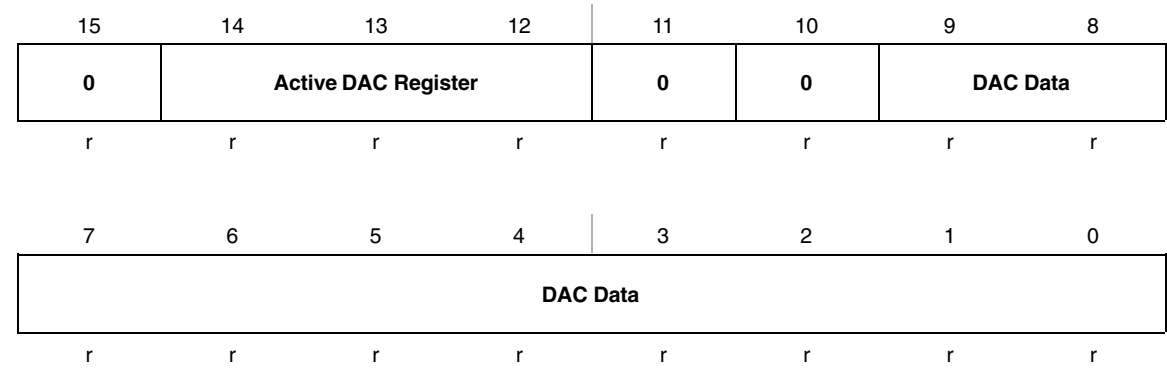 15 14 13 12 11 10 9 8
0 Active DAC Register 0 0 DAC Data
r r r r r r r r
7 6 5 4 3 2 1 0
DAC Data
r r r r r r r r